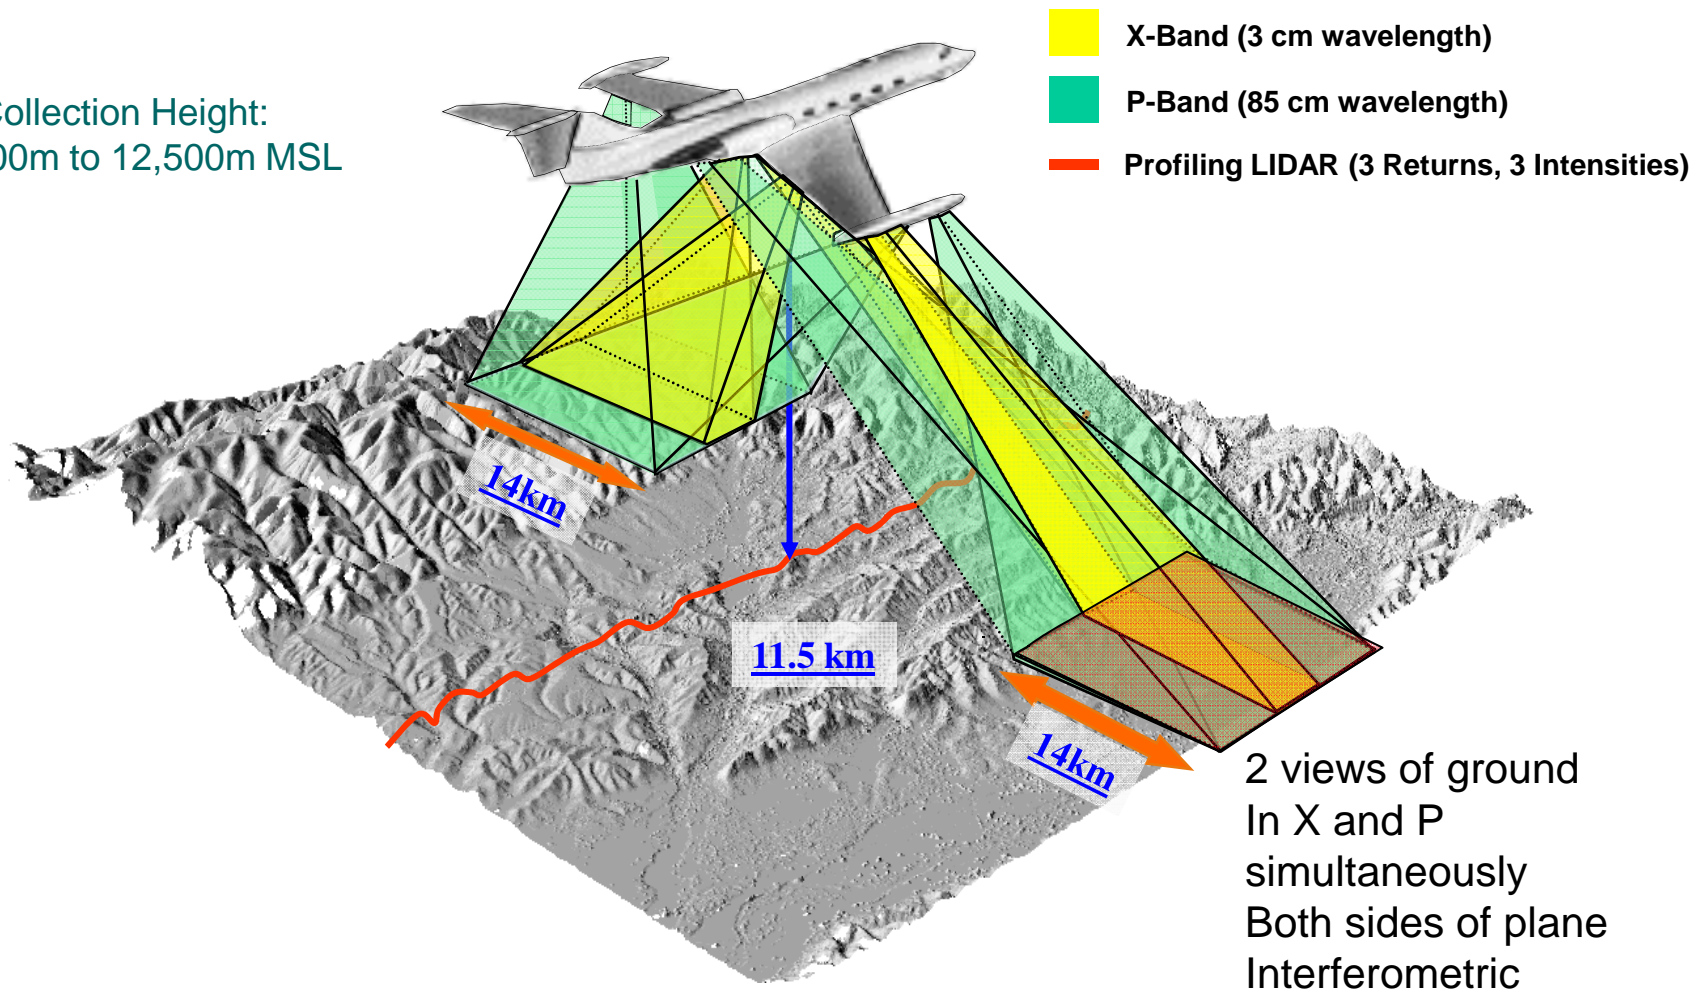 X-Band (3 cm wavelength)
P-Band (85 cm wavelength)
Profiling LIDAR (3 Returns, 3 Intensities)
ollection Height:
00m to 12,500m MSL
14km
11.5 km
14km
2 views of ground
In X and P
simultaneously
Both sides of plane
Interferometric